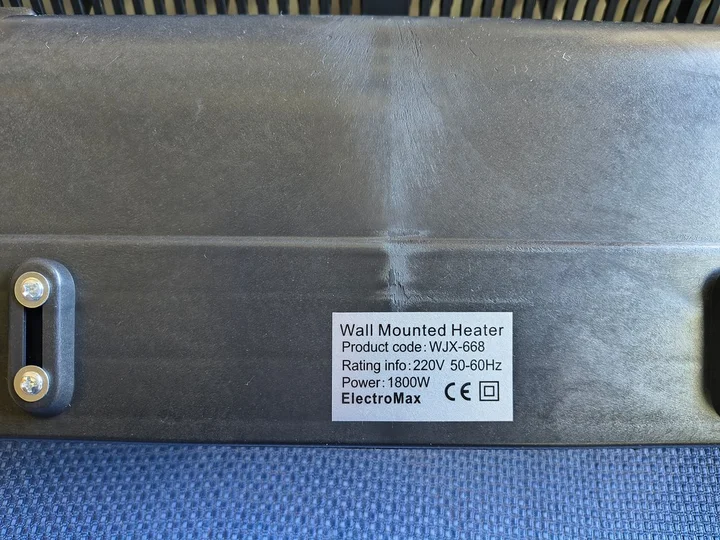 Wall Mounted Heater
Product code: WJX-668
Rating info: 220V 50-60Hz
Power: 1800W
ElectroMax
CE